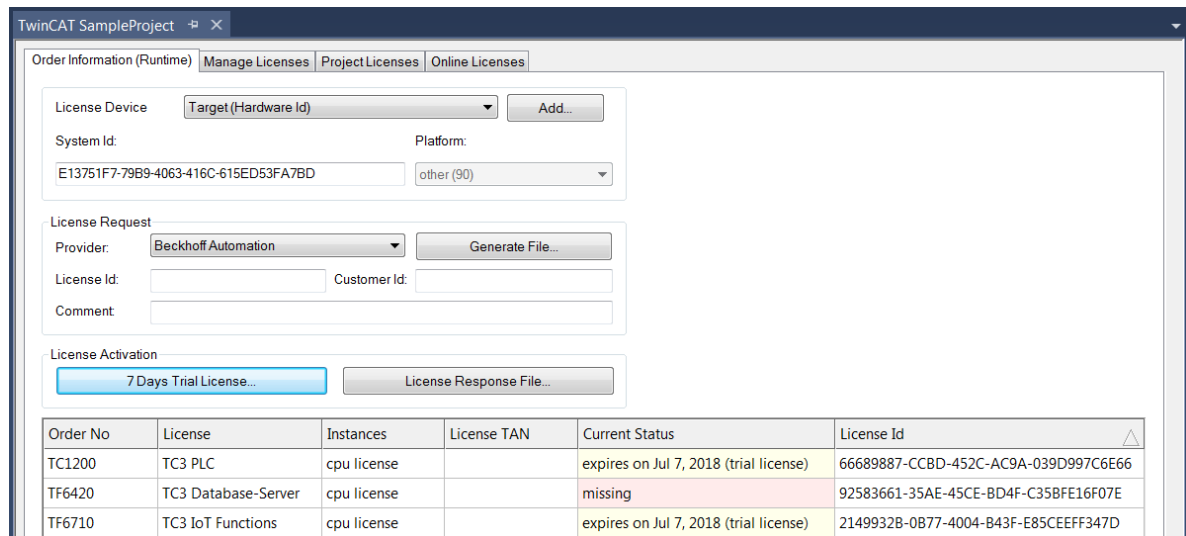 TwinCAT SampleProject
Order Information (Runtime) Manage Licenses Project Licenses Online Licenses
License Device Target (Hardware Id) Add...
System Id: Platform:
E13751F7-79B9-4063-416C-615ED53FA7BD other (90)
License Request
Provider: Beckhoff Automation Generate File...
License Id: Customer Id:
Comment:
License Activation
7 Days Trial License... License Response File...
Order No License Instances License TAN Current Status License Id
TC1200 TC3 PLC cpu license expires on Jul 7, 2018 (trial license) 66689887-CCBD-452C-AC9A-039D997C6E66
TF6420 TC3 Database-Server cpu license missing 92583661-35AE-45CE-BD4F-C35BFE16F07E
TF6710 TC3 IoT Functions cpu license expires on Jul 7, 2018 (trial license) 2149932B-0B77-4004-B43F-E85CEEFF347D